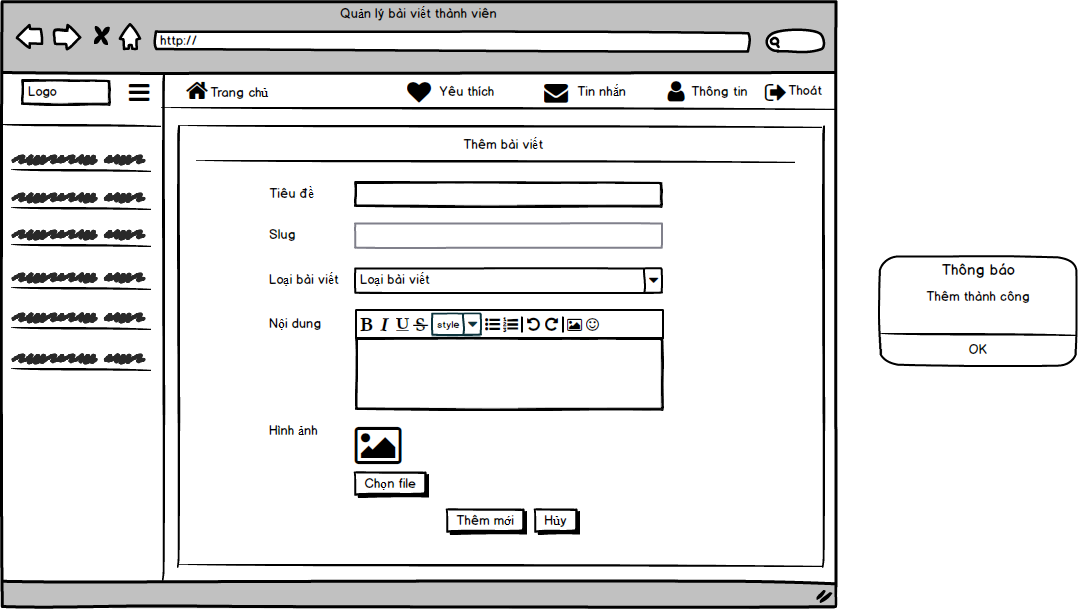 Quản lý bài viết thành viên
http://
Logo
Trang chủ
Yêu thích
Tin nhắn
Thông tin
Thoát
Thêm bài viết
Tiêu đề
Slug
Loại bài viết
Loại bài viết
Nội dung
B I U S style
Hình ảnh
Chọn file
Thêm mới
Hủy
Thông báo
Thêm thành công
OK